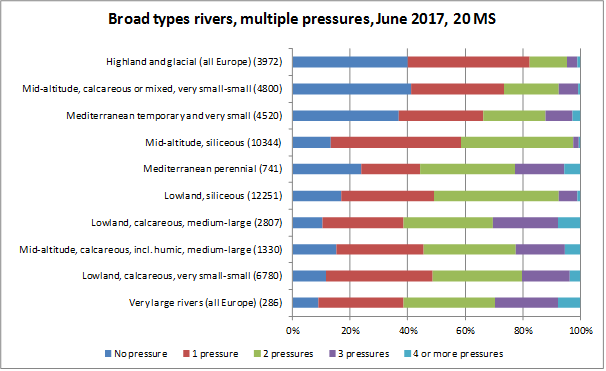 Broad types rivers, multiple pressures, June 2017, 20 MS
Highland and glacial (all Europe) (3972)
Mid-altitude, calcareous or mixed, very small-small (4800)
Mediterranean temporary and very small (4520)
Mid-altitude, siliceous (10344)
Mediterranean perennial (741)
Lowland, siliceous (12251)
Lowland, calcareous, medium-large (2807)
Mid-altitude, calcareous, incl. humic, medium-large (1330)
Lowland, calcareous, very small-small (6780)
Very large rivers (all Europe) (286)
0% 20% 40% 60% 80% 100%
No pressure 1 pressure 2 pressures 3 pressures 4 or more pressures